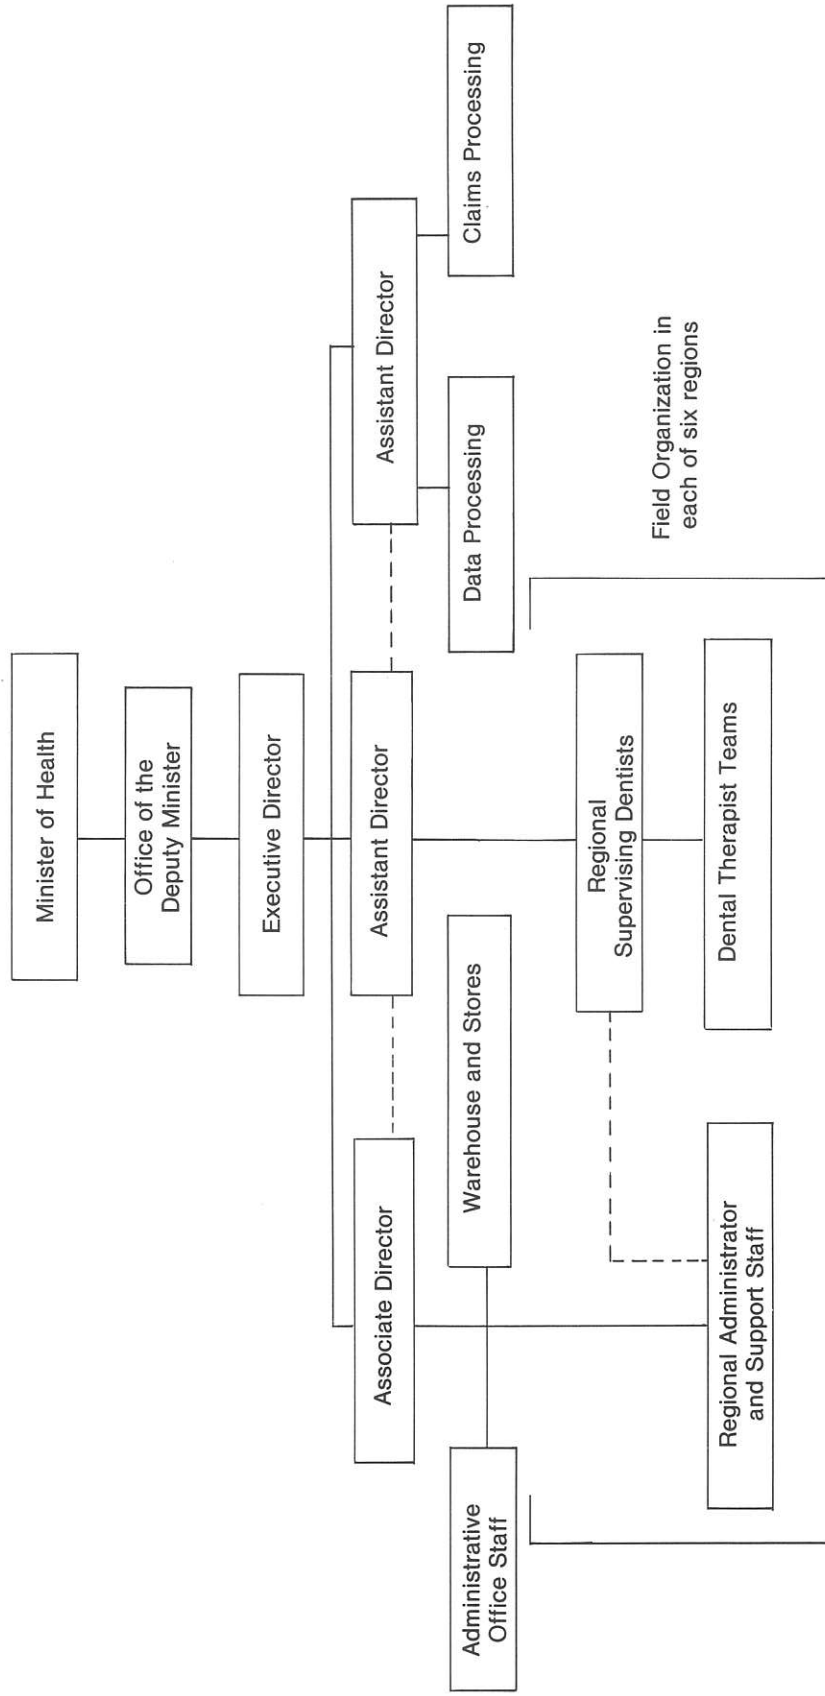 Minister of Health
Office of the
Deputy Minister
Executive Director
Associate Director
Assistant Director
Assistant Director
Administrative
Office Staff
Warehouse and Stores
Data Processing
Claims Processing
Regional
Supervising Dentists
Field Organization in
each of six regions
Regional Administrator
and Support Staff
Dental Therapist Teams